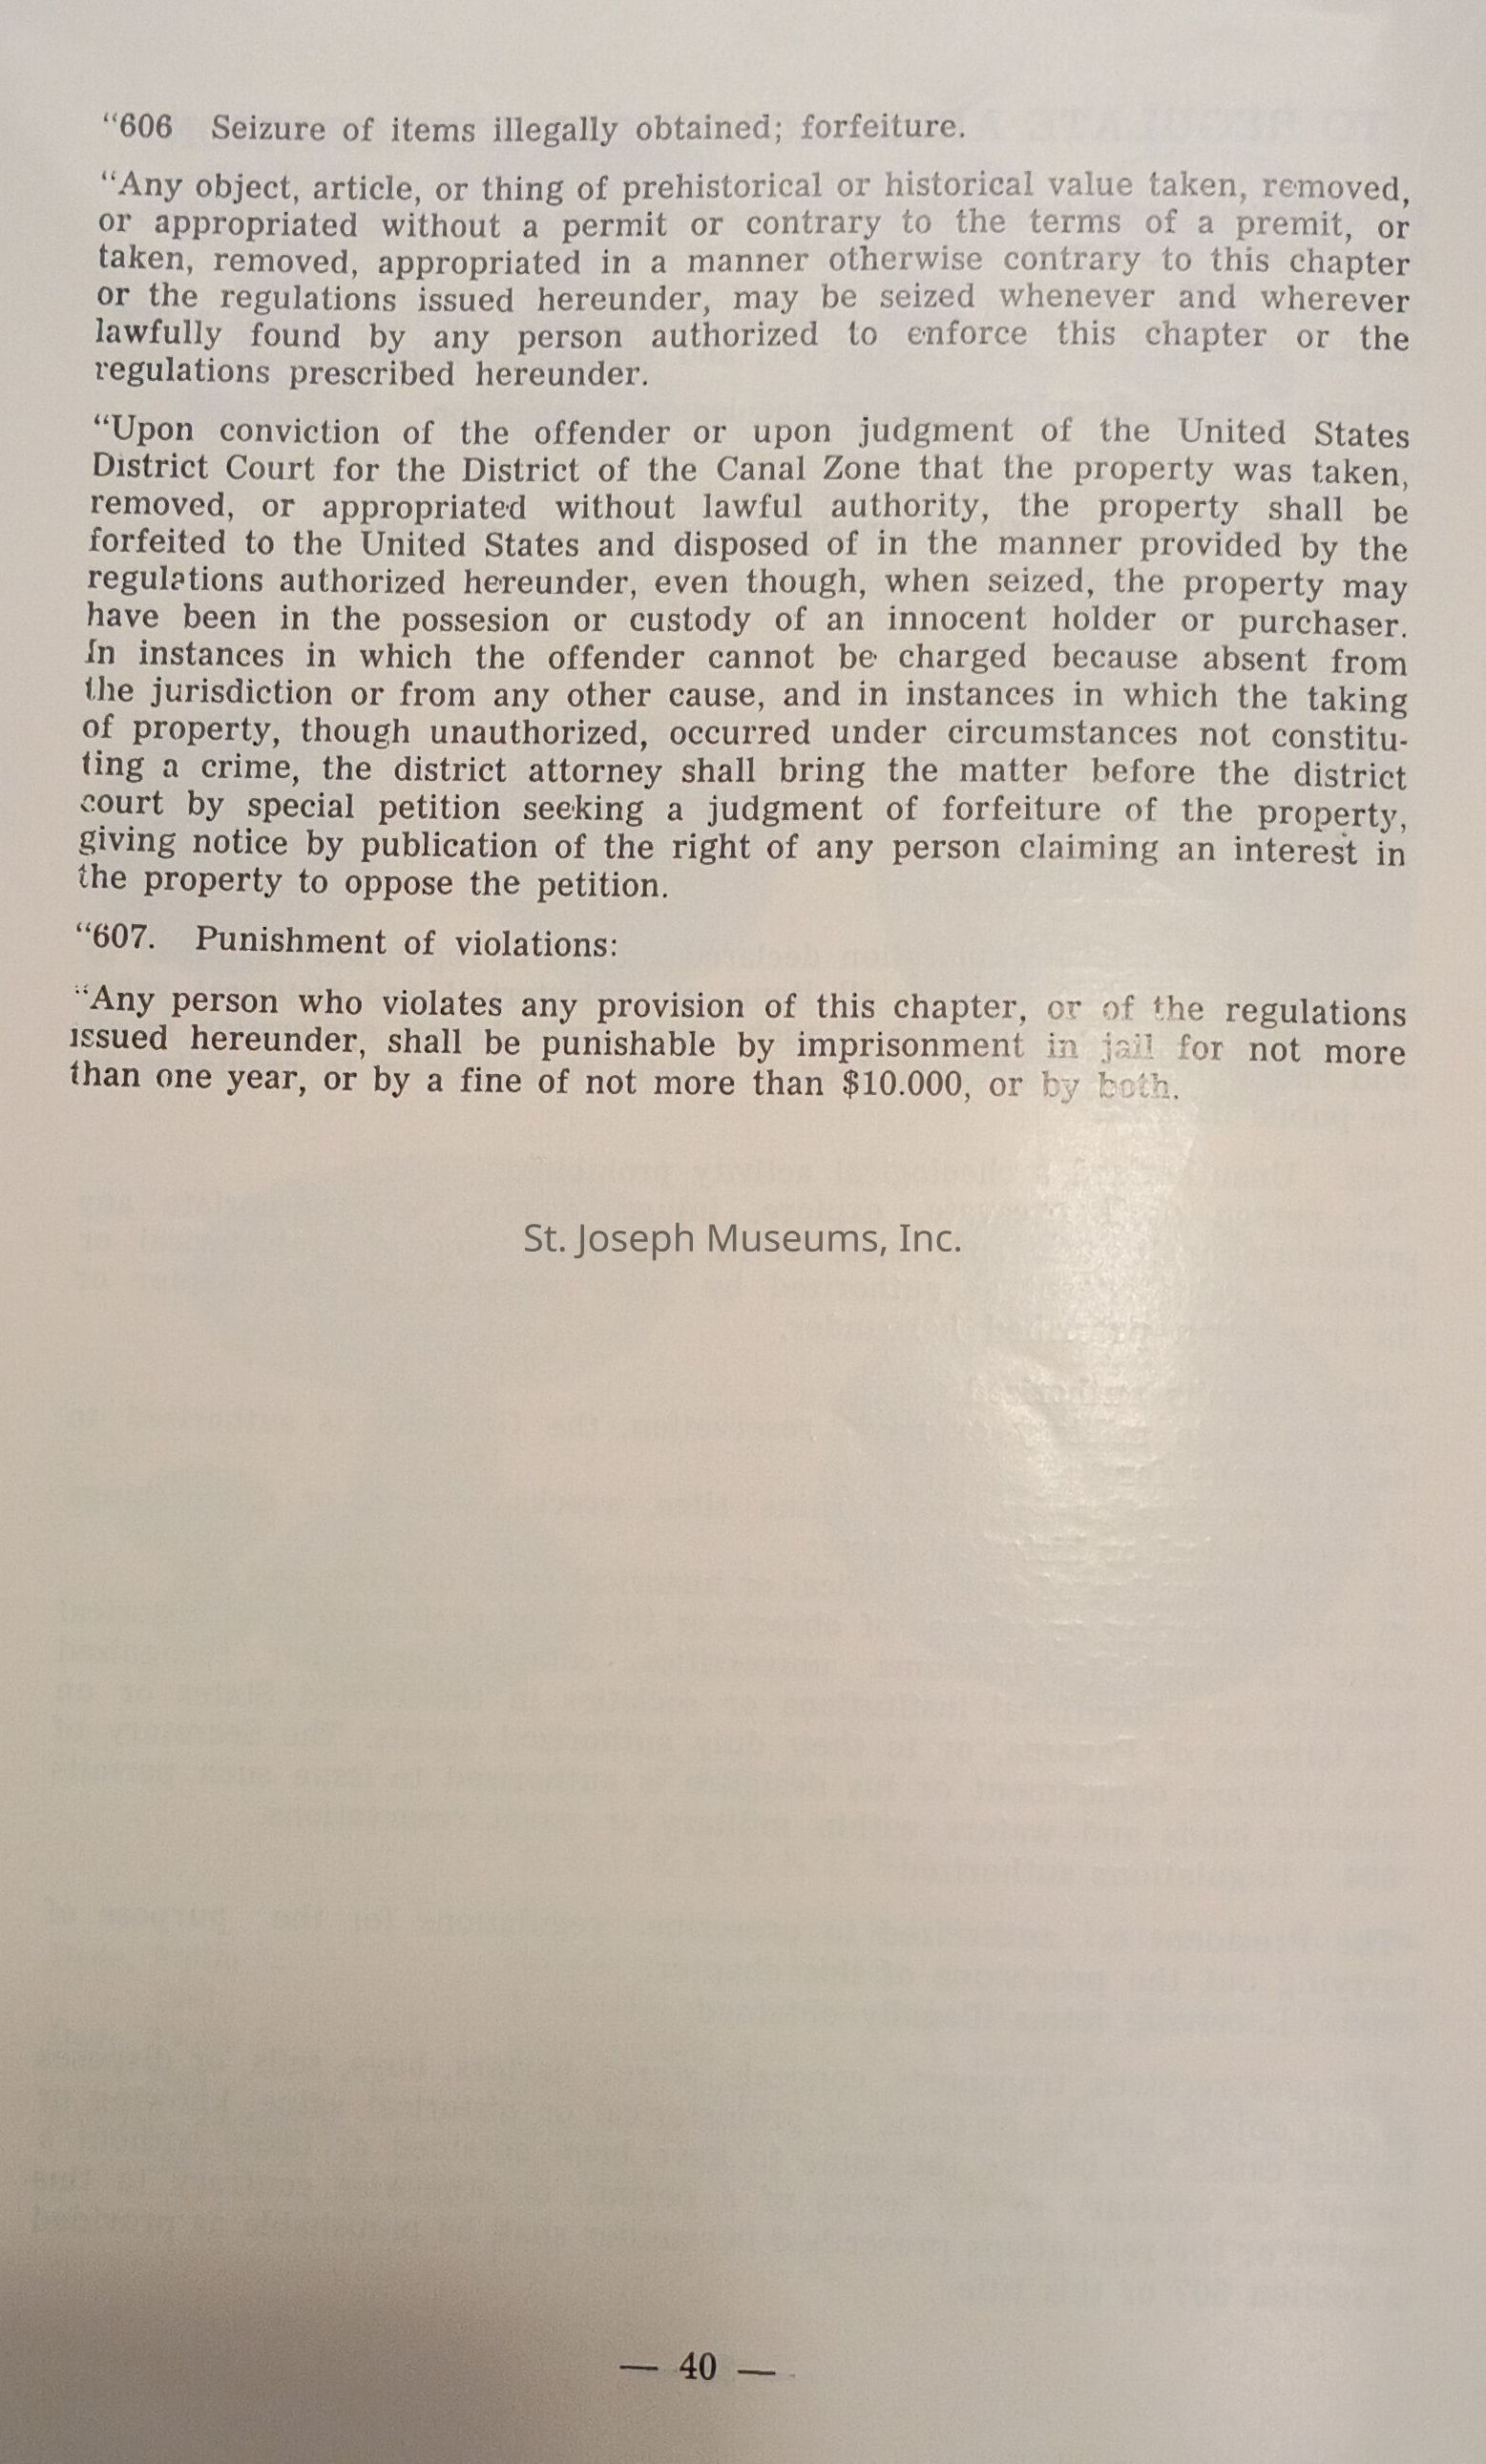 “606 Seizure of items illegally obtained; forfeiture.
“Any object, article, or thing of prehistorical or historical value taken, removed,
or appropriated without a permit or contrary to the terms of a premit, or
taken, removed, appropriated in a manner otherwise contrary to this chapter
or the regulations issued hereunder, may be seized whenever and wherever
lawfully found by any person authorized to enforce this chapter or the
regulations prescribed hereunder.
“Upon conviction of the offender or upon judgment of the United States
District Court for the District of the Canal Zone that the property was taken,
removed, or appropriated without lawful authority, the property shall be
forfeited to the United States and disposed of in the manner provided by the
regulations authorized hereunder, even though, when seized, the property may
have been in the possesion or custody of an innocent holder or purchaser.
In instances in which the offender cannot be charged because absent from
the jurisdiction or from any other cause, and in instances in which the taking
of property, though unauthorized, occurred under circumstances not constitu-
ting a crime, the district attorney shall bring the matter before the district
court by special petition seeking a judgment of forfeiture of the property,
giving notice by publication of the right of any person claiming an interest in
the property to oppose the petition.
“607. Punishment of violations:
“Any person who violates any provision of this chapter, or of the regulations
issued hereunder, shall be punishable by imprisonment in jail for not more
than one year, or by a fine of not more than $10.000, or by both.
St. Joseph Museums, Inc.
— 40 —